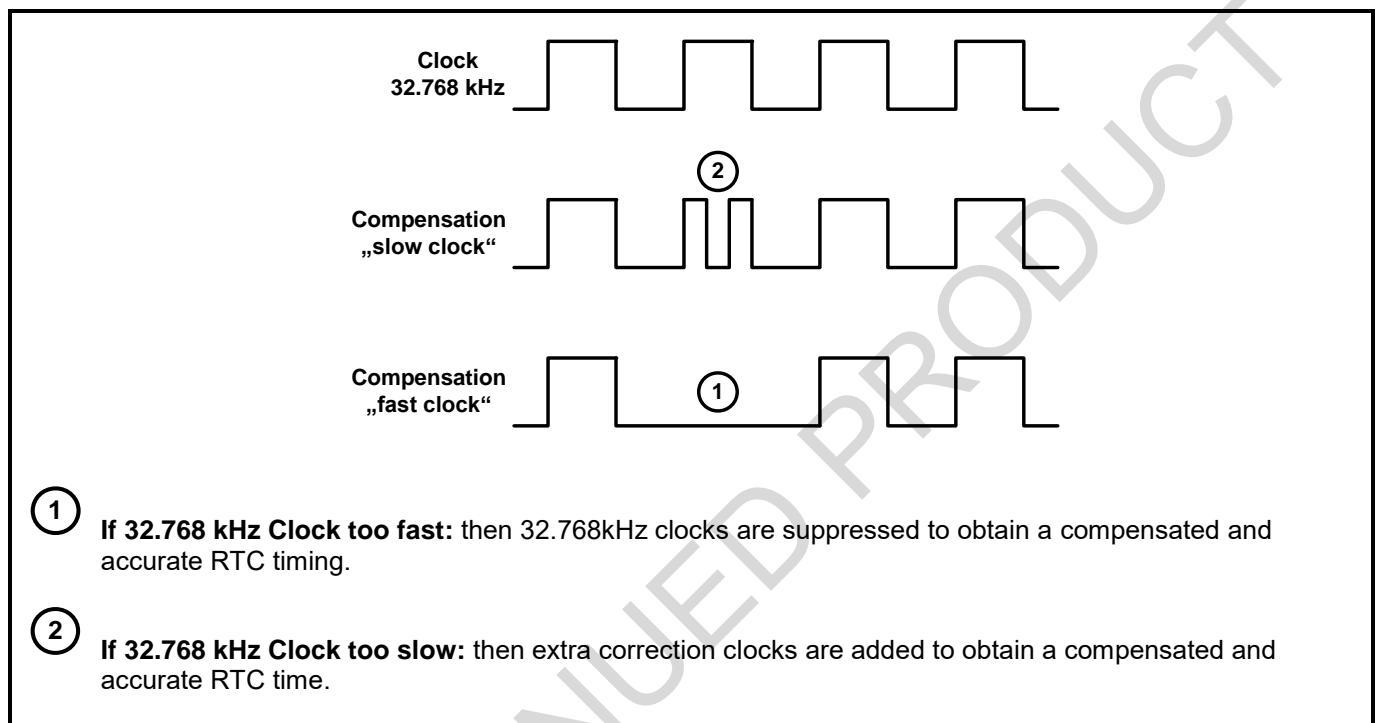 Clock
32.768 kHz
2
Compensation
„slow clock“
Compensation
„fast clock“
1
1
If 32.768 kHz Clock too fast: then 32.768kHz clocks are suppressed to obtain a compensated and
accurate RTC timing.
2
If 32.768 kHz Clock too slow: then extra correction clocks are added to obtain a compensated and
accurate RTC time.
NUED PRODUCT